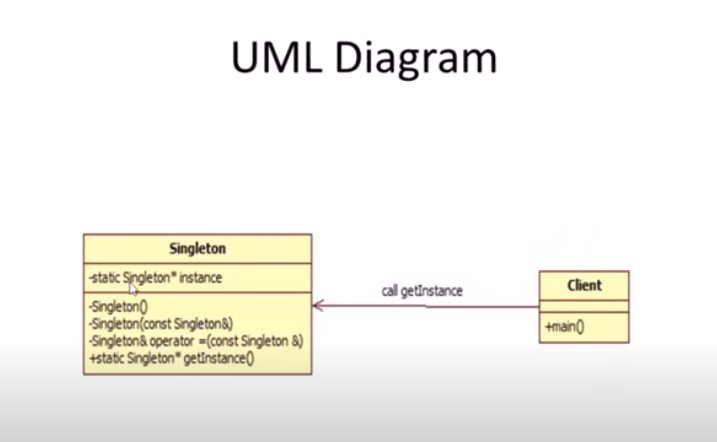 UML Diagram
Singleton
-static Singleton* instance
-Singleton()
-Singleton(const Singleton&)
-Singleton& operator =(const Singleton &)
+static Singleton* getInstance()
call getInstance
Client
+main()